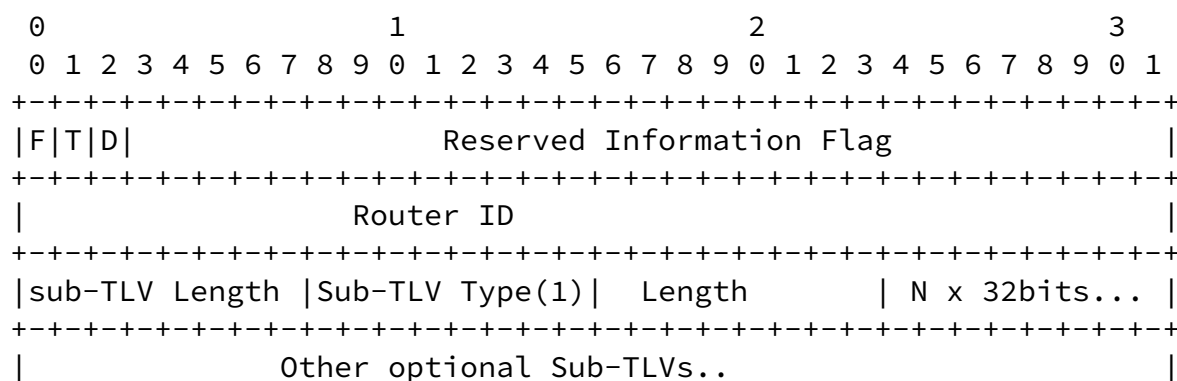 0                   1                   2                   3
 0 1 2 3 4 5 6 7 8 9 0 1 2 3 4 5 6 7 8 9 0 1 2 3 4 5 6 7 8 9 0 1
+-+-+-+-+-+-+-+-+-+-+-+-+-+-+-+-+-+-+-+-+-+-+-+-+-+-+-+-+-+-+-+-+
|F|T|D|                 Reserved Information Flag               |
+-+-+-+-+-+-+-+-+-+-+-+-+-+-+-+-+-+-+-+-+-+-+-+-+-+-+-+-+-+-+-+-+
|                  Router ID                                    |
+-+-+-+-+-+-+-+-+-+-+-+-+-+-+-+-+-+-+-+-+-+-+-+-+-+-+-+-+-+-+-+-+
|sub-TLV Length |Sub-TLV Type(1)|  Length       | N x 32bits... |
+-+-+-+-+-+-+-+-+-+-+-+-+-+-+-+-+-+-+-+-+-+-+-+-+-+-+-+-+-+-+-+-+
|              Other optional Sub-TLVs..                        |